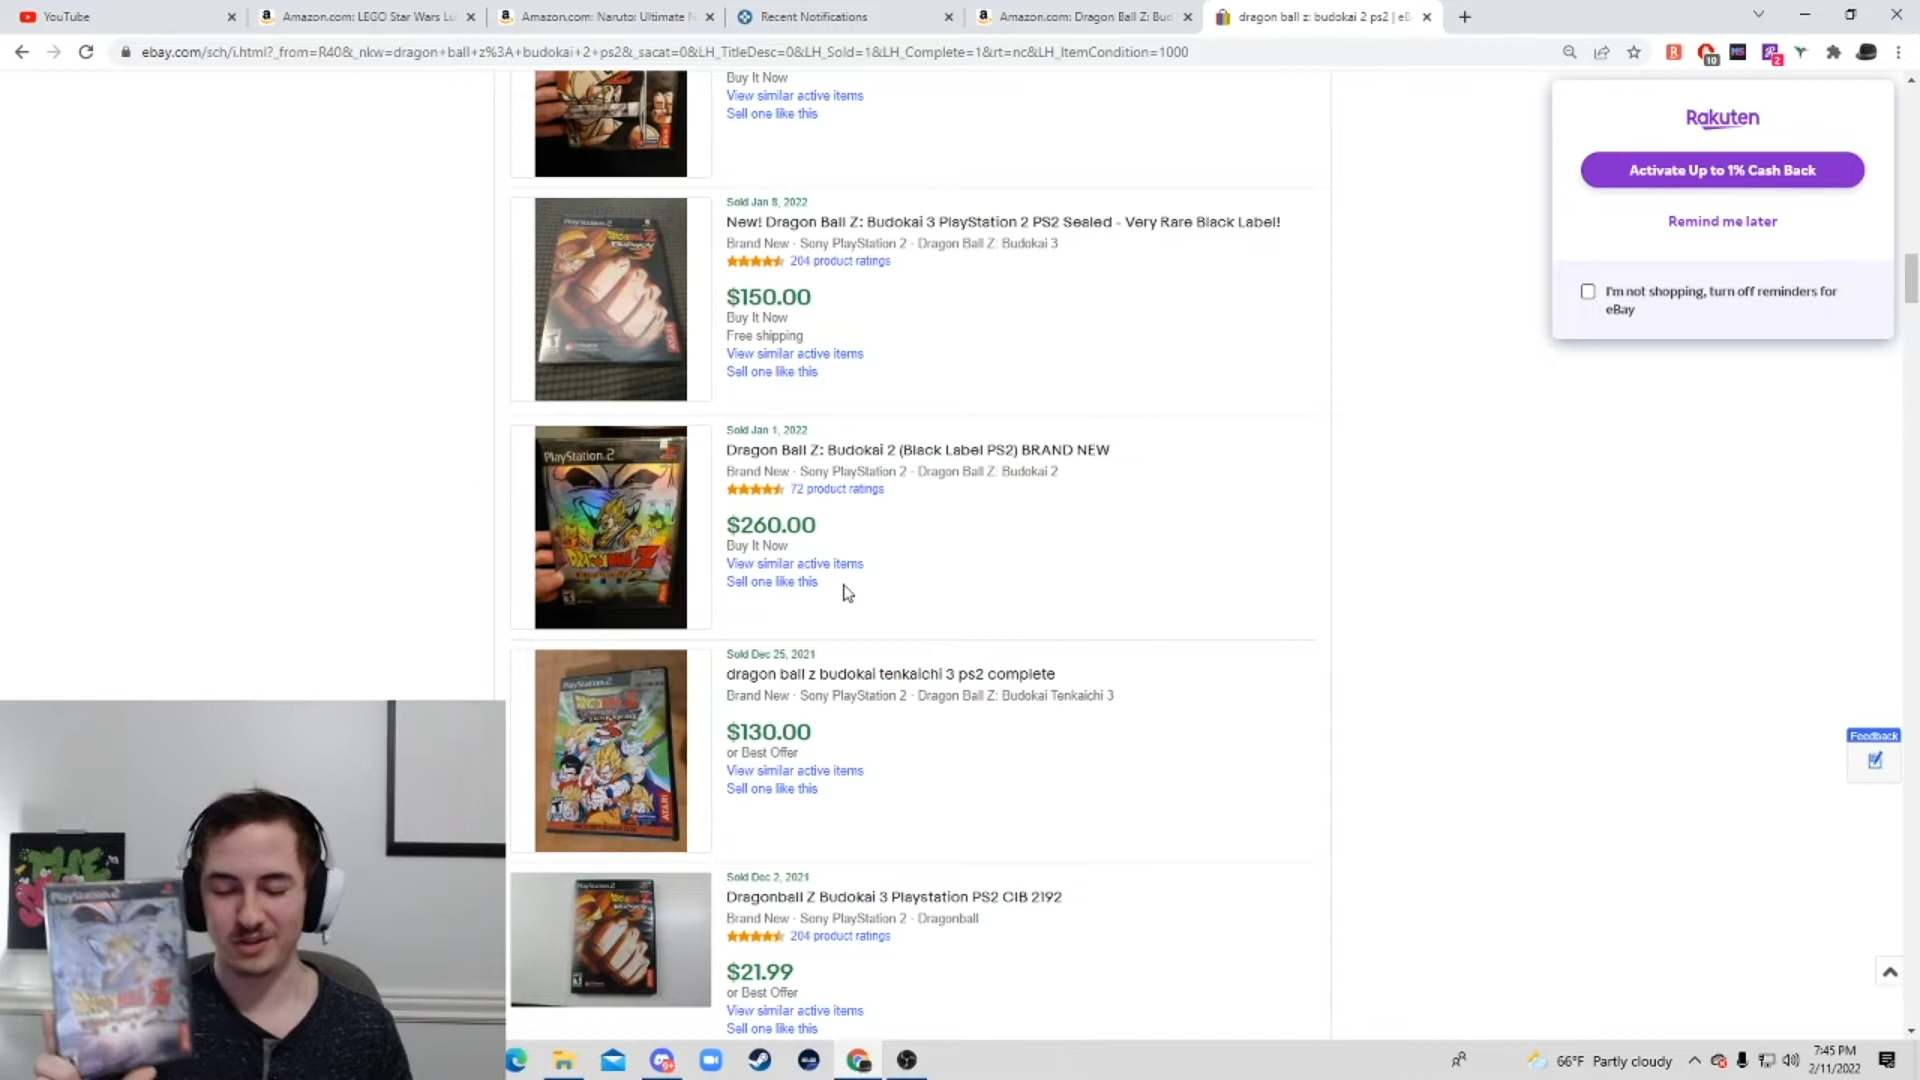 YouTube
Amazon.com: LEGO Star Wars Lu
Amazon.com: Naruto: Ultimate N
Recent Notifications
Amazon.com: Dragon Ball Z: Bud
dragon ball z: budokai 2 ps2 | eB
ebay.com/sch/i.html?_from=R40&_nkw=dragon+ball+z%3A+budokai+2+ps2&_sacat=0&LH_TitleDesc=0&LH_Sold=1&LH_Complete=1&rt=nc&LH_ItemCondition=1000
10
2
Buy It Now
View similar active items
Sell one like this
Rakuten
Activate Up to 1% Cash Back
Remind me later
I'm not shopping, turn off reminders for
eBay
Sold Jan 8, 2022
New! Dragon Ball Z: Budokai 3 PlayStation 2 PS2 Sealed - Very Rare Black Label!
Brand New · Sony PlayStation 2 · Dragon Ball Z: Budokai 3
204 product ratings
$150.00
Buy It Now
Free shipping
View similar active items
Sell one like this
Sold Jan 1, 2022
Dragon Ball Z: Budokai 2 (Black Label PS2) BRAND NEW
Brand New · Sony PlayStation 2 · Dragon Ball Z: Budokai 2
72 product ratings
$260.00
Buy It Now
View similar active items
Sell one like this
PlayStation.2
Sold Dec 25, 2021
dragon ball z budokai tenkaichi 3 ps2 complete
Brand New · Sony PlayStation 2 · Dragon Ball Z: Budokai Tenkaichi 3
$130.00
or Best Offer
View similar active items
Sell one like this
Feedback
Sold Dec 2, 2021
Dragonball Z Budokai 3 Playstation PS2 CIB 2192
Brand New · Sony PlayStation 2 · Dragonball
204 product ratings
$21.99
or Best Offer
View similar active items
Sell one like this
THE
PlayStation 2
66°F Partly cloudy
7:45 PM
2/11/2022